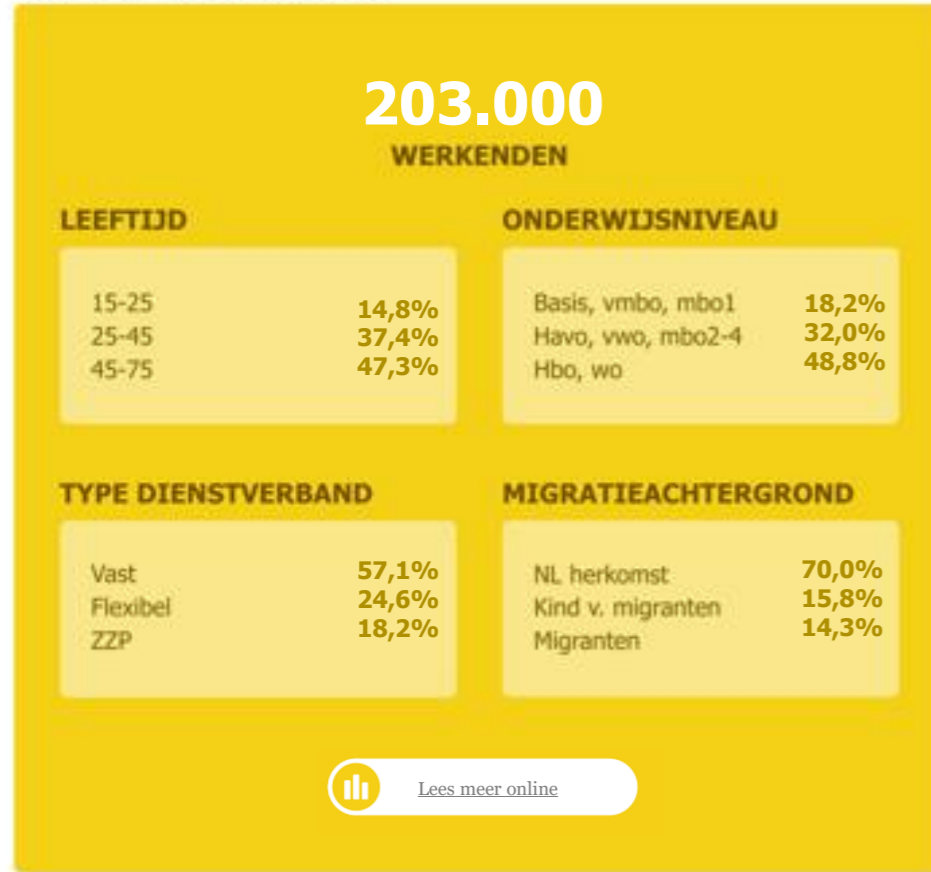 203.000
WERKENDEN
LEEFTIJD
15-25 14,8%
25-45 37,4%
45-75 47,3%
ONDERWIJSNIVEAU
Basis, vmbo, mbo1 18,2%
Havo, vwo, mbo2-4 32,0%
Hbo, wo 48,8%
TYPE DIENSTVERBAND
Vast 57,1%
Flexibel 24,6%
ZZP 18,2%
MIGRATIEACHTERGROND
NL herkomst 70,0%
Kind v. migranten 15,8%
Migranten 14,3%
Lees meer online